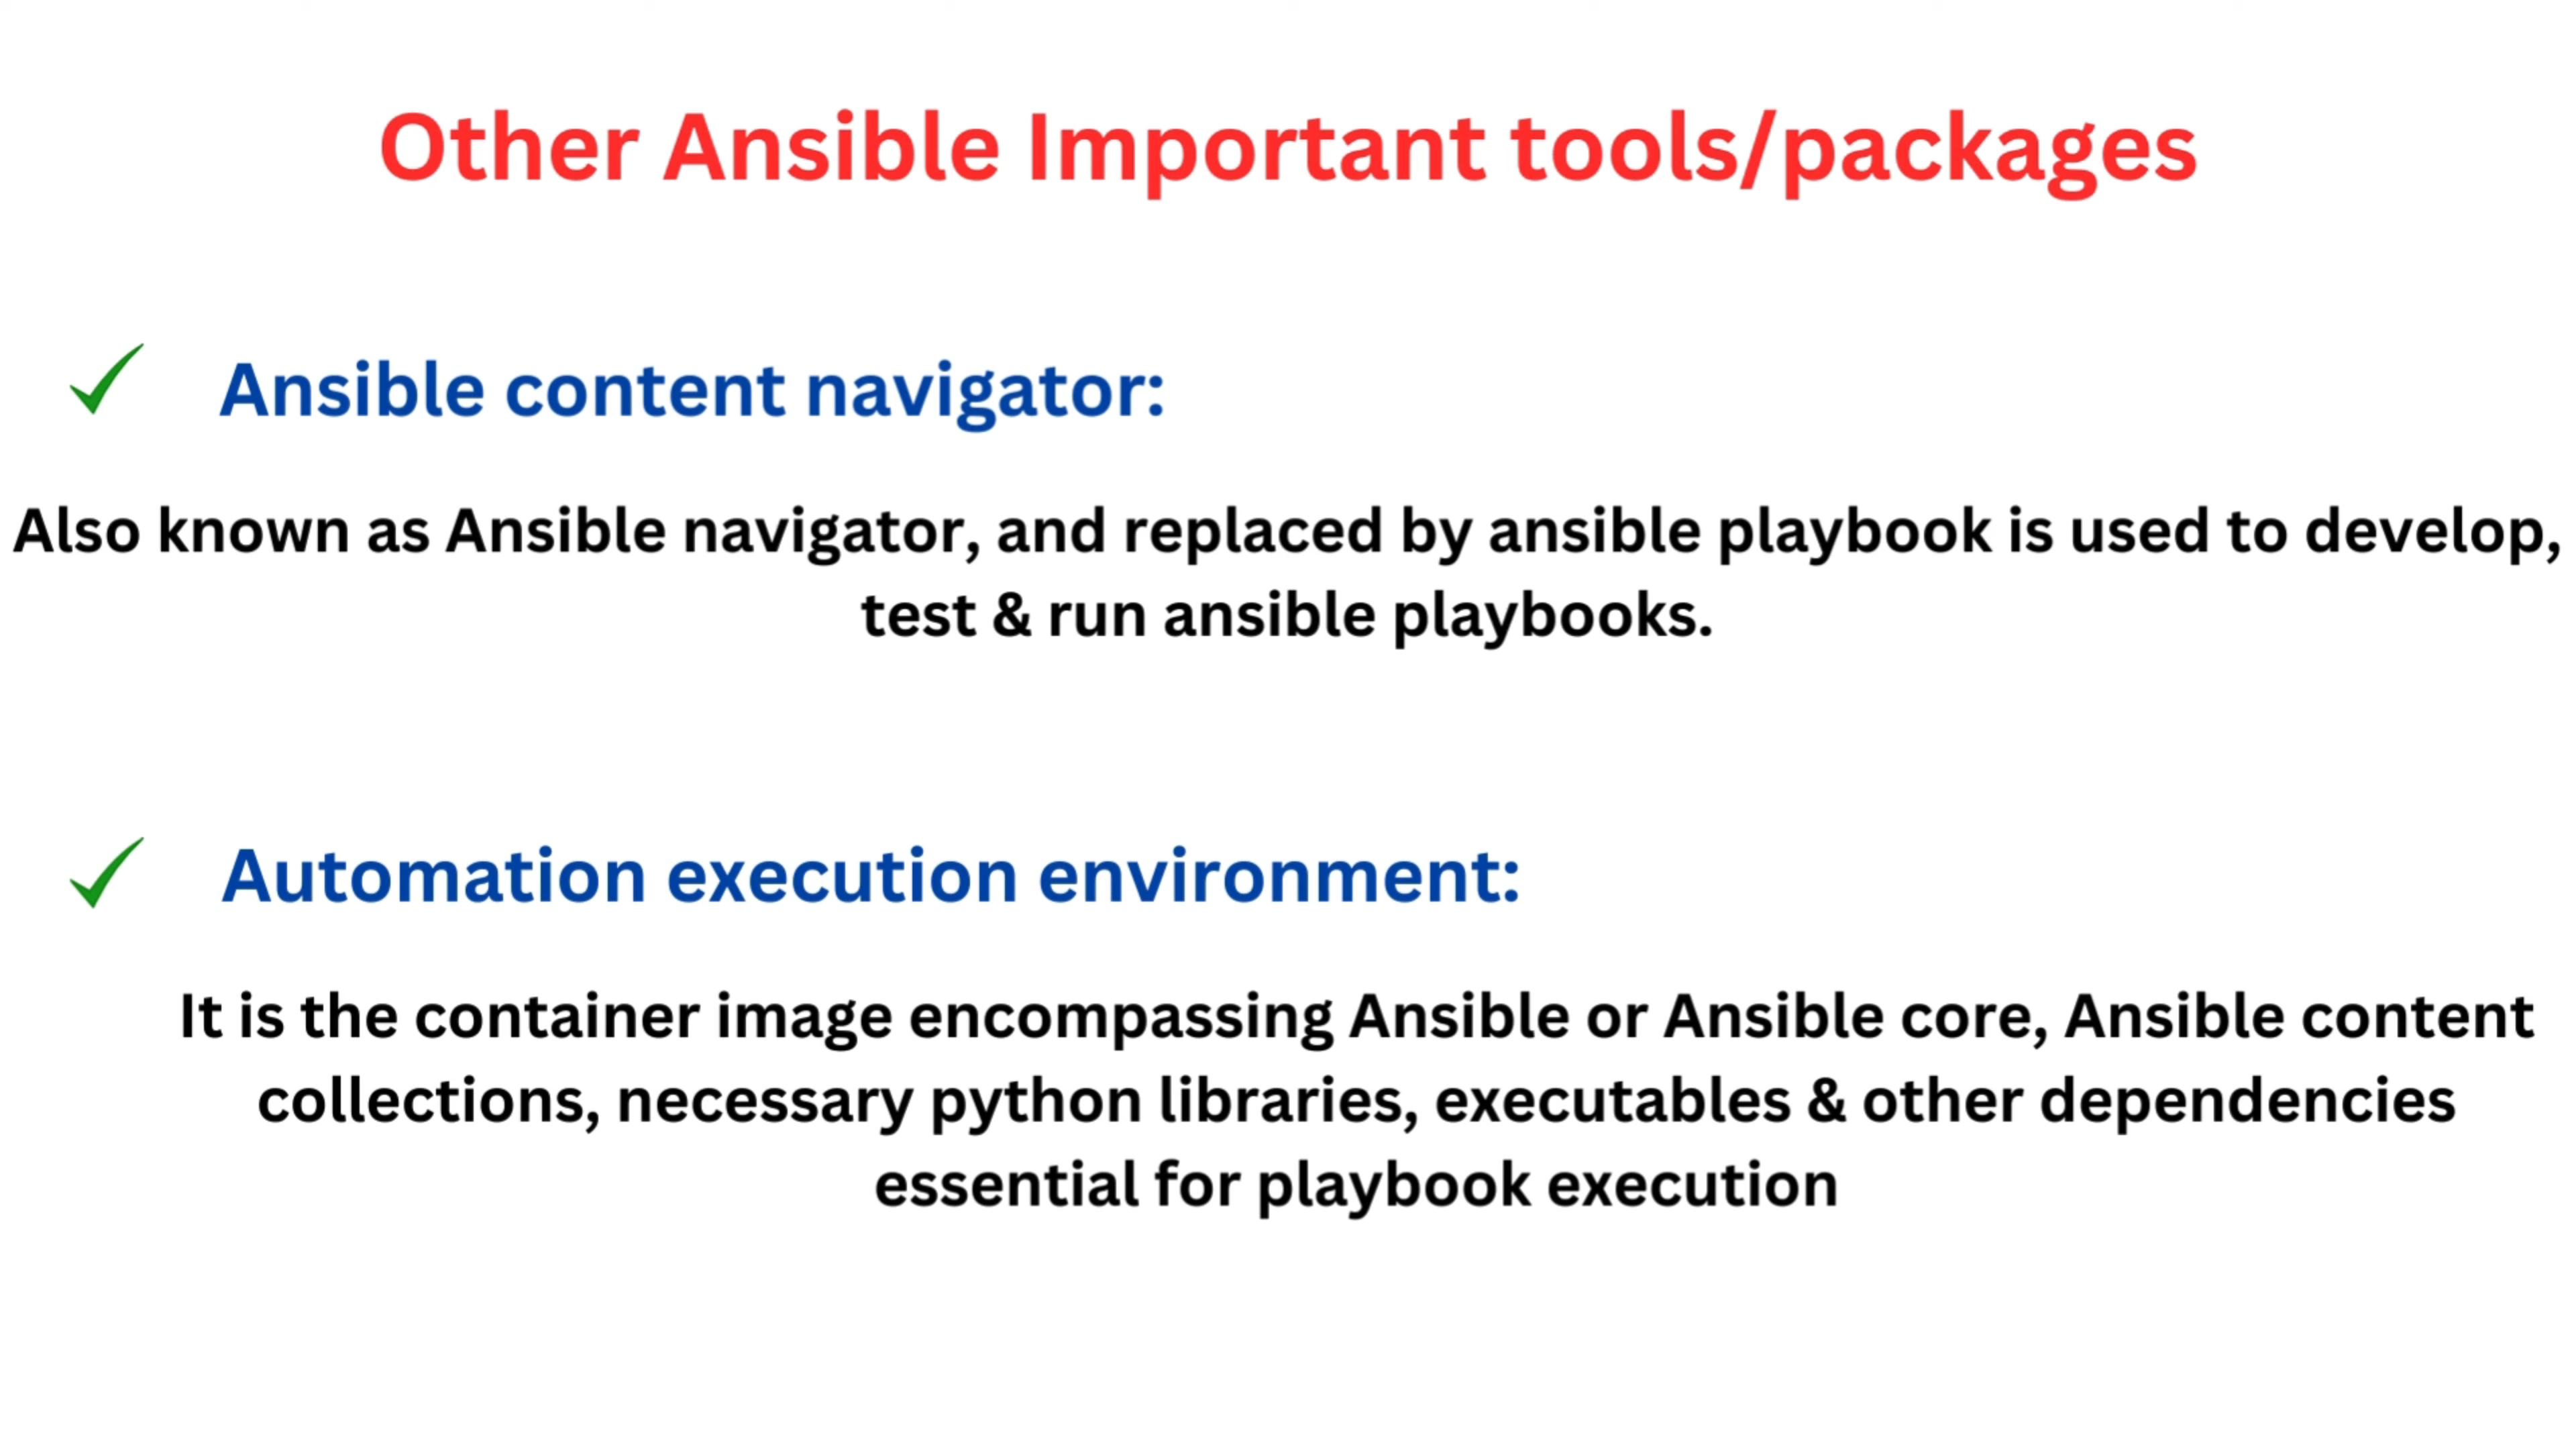 Other Ansible Important tools/packages
Ansible content navigator:
Also known as Ansible navigator, and replaced by ansible playbook is used to develop,
test & run ansible playbooks.
Automation execution environment:
It is the container image encompassing Ansible or Ansible core, Ansible content
collections, necessary python libraries, executables & other dependencies
essential for playbook execution